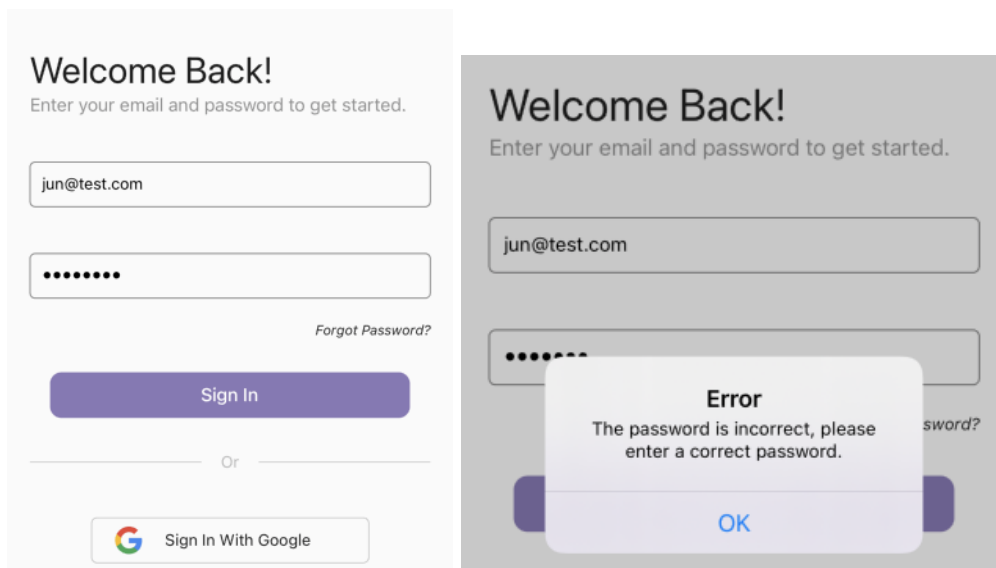 Welcome Back!
Enter your email and password to get started.
jun@test.com
••••••••
Forgot Password?
Sign In
Or
Sign In With Google
Welcome Back!
Enter your email and password to get started.
jun@test.com
•••••••
sword?
Error
The password is incorrect, please
enter a correct password.
OK